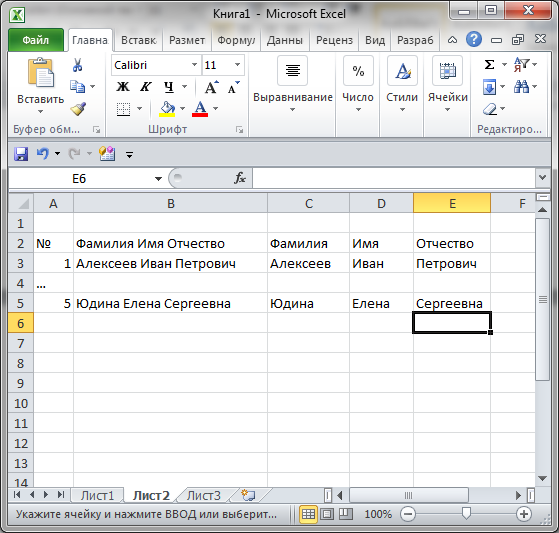 Книга1 - Microsoft Excel
Файл Главна Вставк Размет Формул Данны Реценз Вид Разраб
Вставить
Буфер обм...
Calibri 11
Ж К Ч
Шрифт
Выравнивание
%
Число
Стили
Ячейки
Σ
Редактиро...
E6 fx
A B C D E F
1
2 № Фамилия Имя Отчество Фамилия Имя Отчество
3 1 Алексеев Иван Петрович Алексеев Иван Петрович
4 ...
5 5 Юдина Елена Сергеевна Юдина Елена Сергеевна
6
7
8
9
10
11
12
13
14
Лист1 Лист2 Лист3
Укажите ячейку и нажмите ВВОД или выберит... 100%